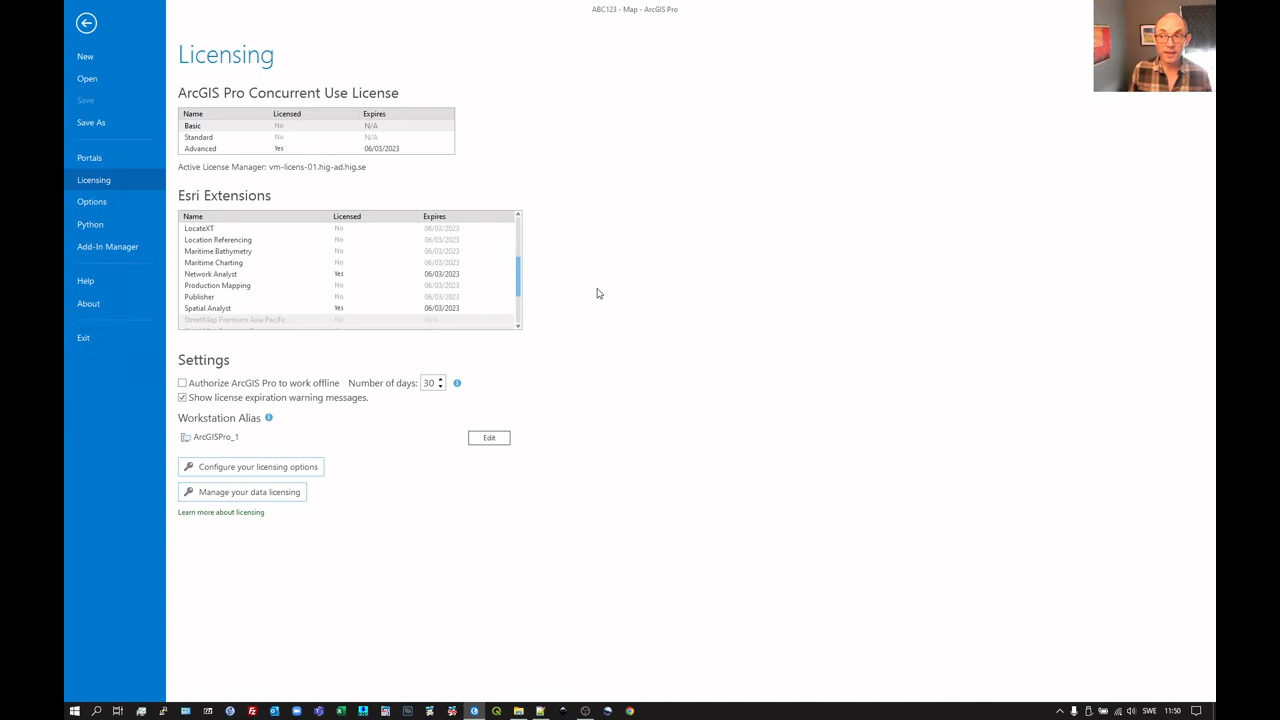 ABC123 - Map - ArcGIS Pro
New
Open
Save
Save As
Portals
Licensing
Options
Python
Add-In Manager
Help
About
Exit
Licensing
ArcGIS Pro Concurrent Use License
Name Licensed Expires
Basic No N/A
Standard No N/A
Advanced Yes 06/03/2023
Active License Manager: vm-licens-01.hig-ad.hig.se
Esri Extensions
Name Licensed Expires
LocateXT No 06/03/2023
Location Referencing No 06/03/2023
Maritime Bathymetry No 06/03/2023
Maritime Charting No 06/03/2023
Network Analyst Yes 06/03/2023
Production Mapping No 06/03/2023
Publisher No 06/03/2023
Spatial Analyst Yes 06/03/2023
StreetMap Premium Asia Pacific... No
Settings
Authorize ArcGIS Pro to work offline Number of days: 30
Show license expiration warning messages.
Workstation Alias
ArcGISPro_1 Edit
Configure your licensing options
Manage your data licensing
Learn more about licensing
SWE 11:50